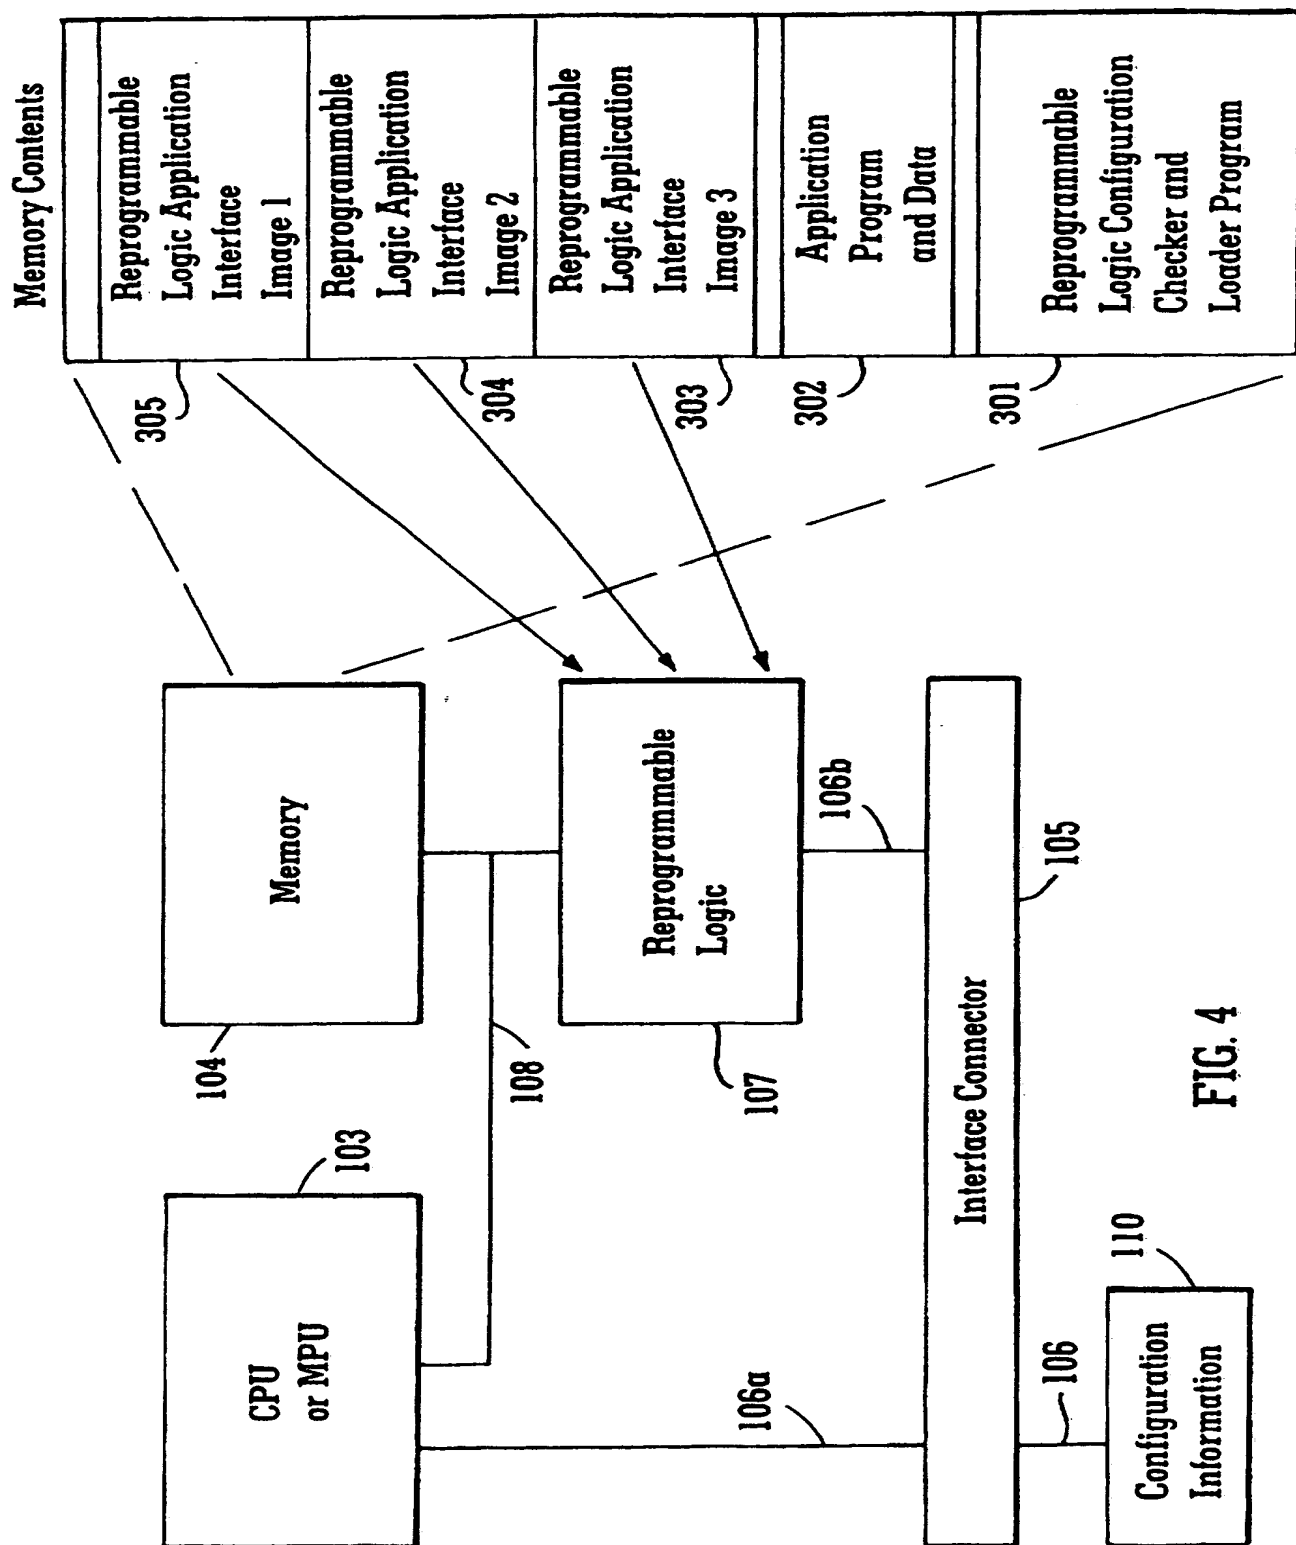 Memory Contents
Reprogrammable
Logic Application
Interface
Image 1
305
Reprogrammable
Logic Application
Interface
Image 2
304
Reprogrammable
Logic Application
Interface
Image 3
303
Application
Program
and Data
302
Reprogrammable
Logic Configuration
Checker and
Loader Program
301
CPU
or MPU
103
Memory
104
108
Reprogrammable
Logic
107
106a
106b
Interface Connector
105
106
Configuration
Information
110
FIG. 4